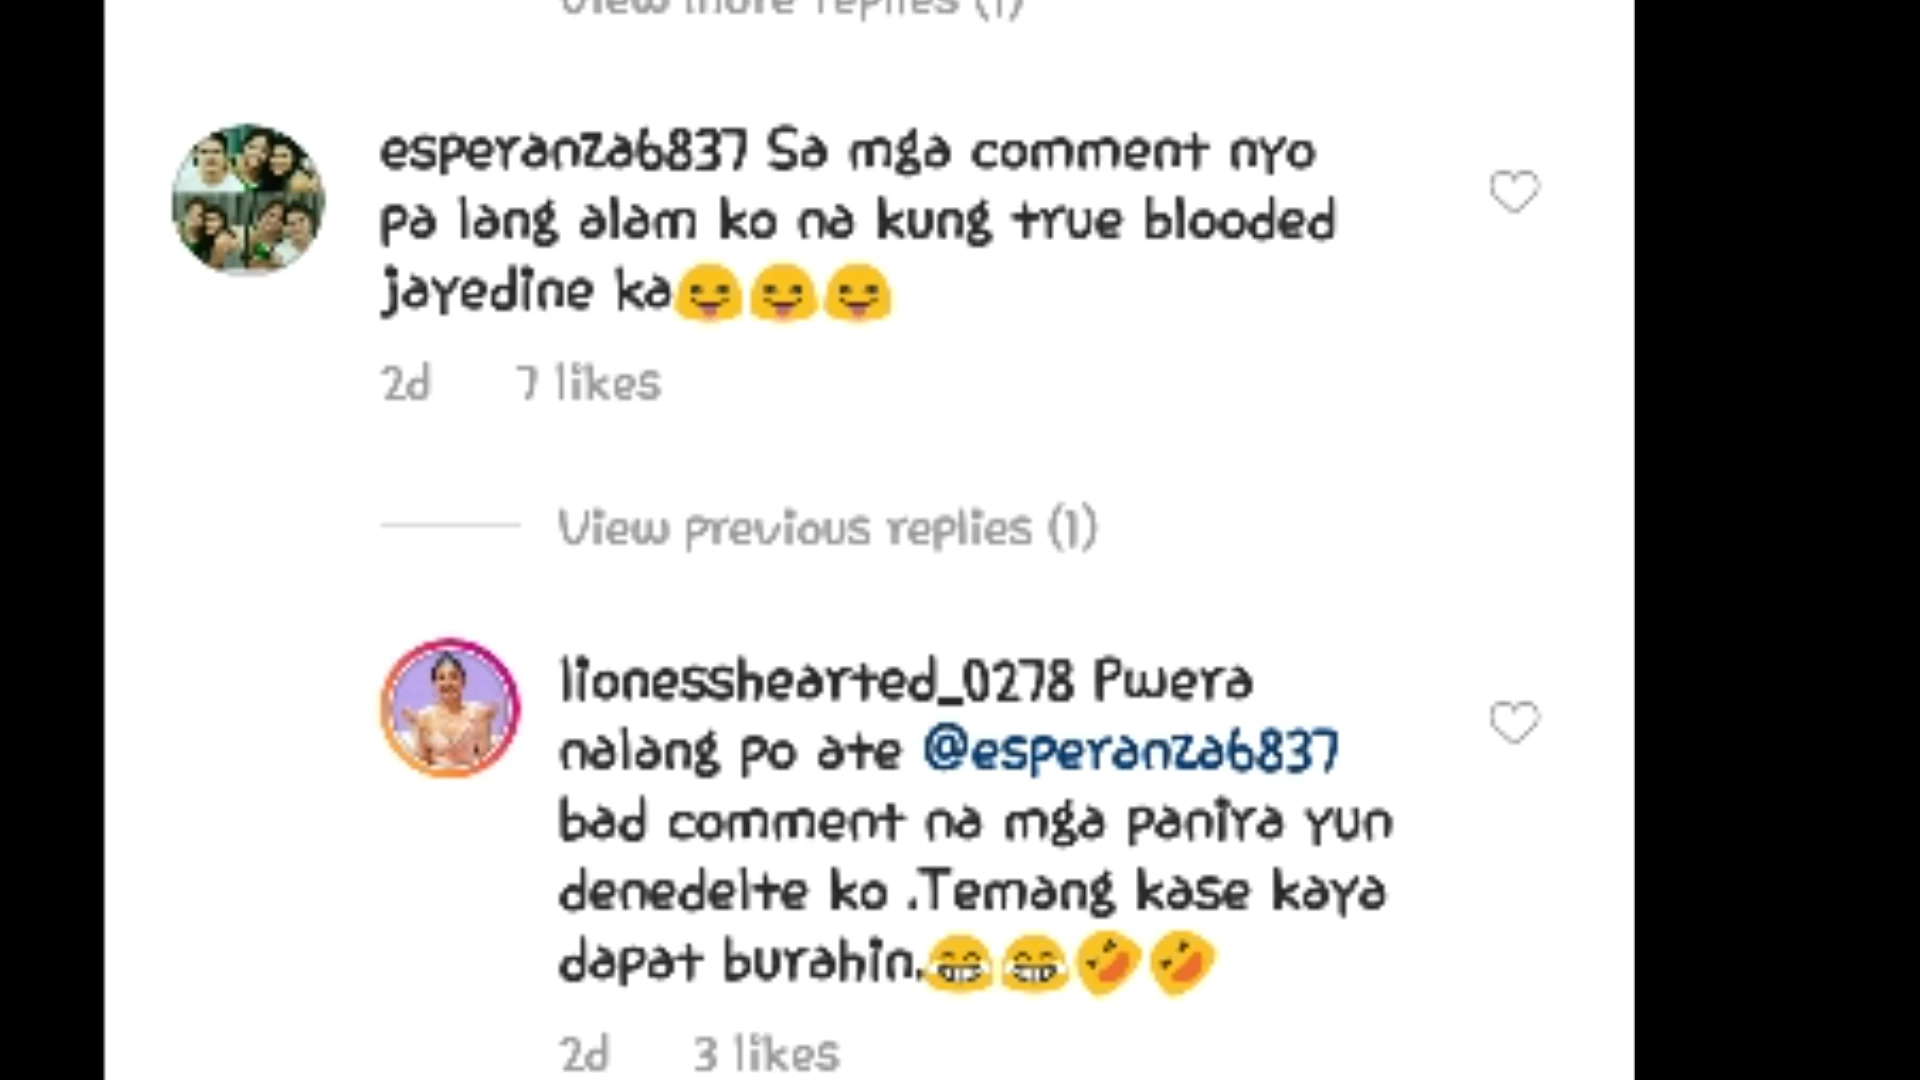 View more replies (1)
esperanza6837 Sa mga comment nyo
pa lang alam ko na kung true blooded
jayedine ka😛😛😛
2d 7 likes
View previous replies (1)
lionesshearted_0278 Pwera
nalang po ate @esperanza6837
bad comment na mga panira yun
denedelte ko .Temang kase kaya
dapat burahin.😂😂🤣🤣
2d 3 likes